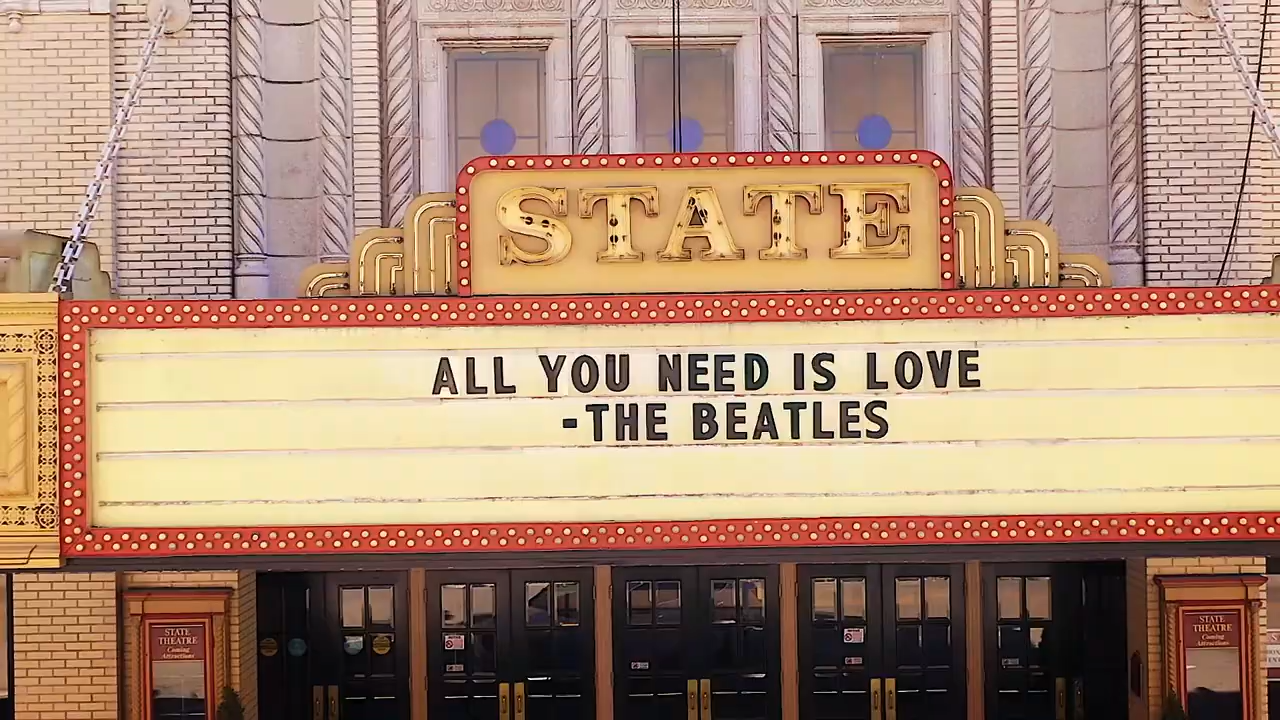 STATE
ALL YOU NEED IS LOVE
-THE BEATLES
STATE
THEATRE
Coming
Attractions
STATE
THEATRE
Coming
Attractions